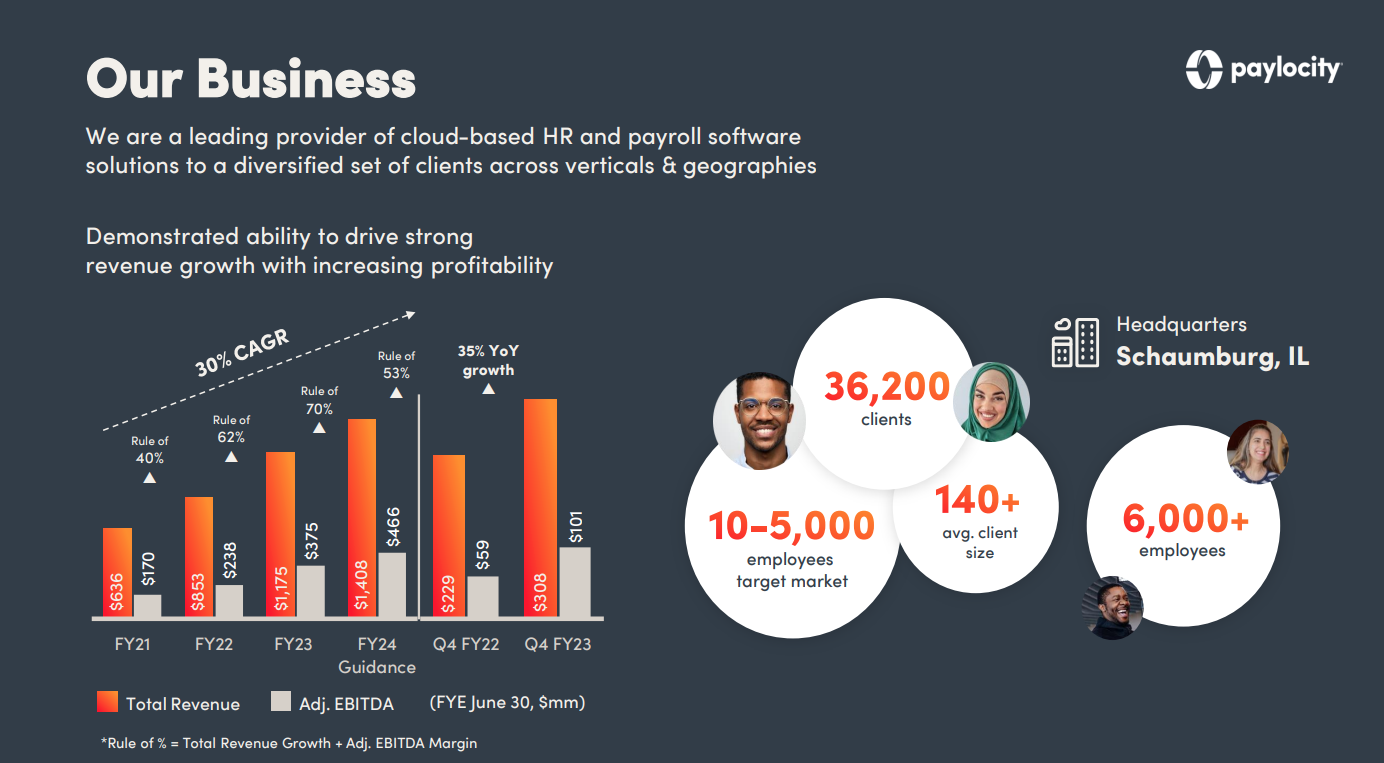 Our Business
paylocity
We are a leading provider of cloud-based HR and payroll software
solutions to a diversified set of clients across verticals & geographies
Demonstrated ability to drive strong
revenue growth with increasing profitability
30% CAGR
Rule of
40%
Rule of
62%
Rule of
70%
Rule of
53%
35% YoY
growth
$636
$170
$853
$238
$1,175
$375
$1,408
$466
$229
$59
$308
$101
FY21
FY22
FY23
FY24
Guidance
Q4 FY22
Q4 FY23
Total Revenue
Adj. EBITDA
(FYE June 30, $mm)
*Rule of % = Total Revenue Growth + Adj. EBITDA Margin
36,200
clients
10-5,000
employees
target market
140+
avg. client
size
Headquarters
Schaumburg, IL
6,000+
employees